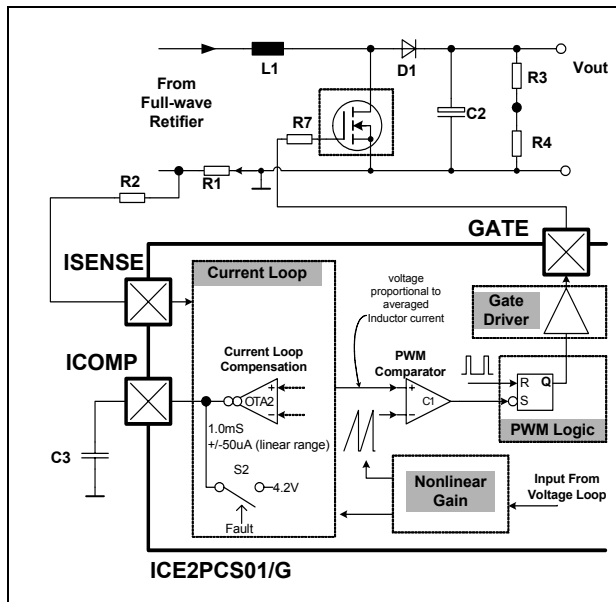 L1
D1
From
Full-wave
Retifier
R7
C2
R3
R4
Vout
R2
R1
GATE
ISENSE
Current Loop
voltage
proportional to
averaged
Inductor current
Gate
Driver
ICOMP
Current Loop
Compensation
PWM
Comparator
+
OTA2
−
+
C1
−
R Q
S
PWM Logic
1.0mS
+/-50uA (linear range)
C3
S2
4.2V
Fault
Nonlinear
Gain
Input From
Voltage Loop
ICE2PCS01/G